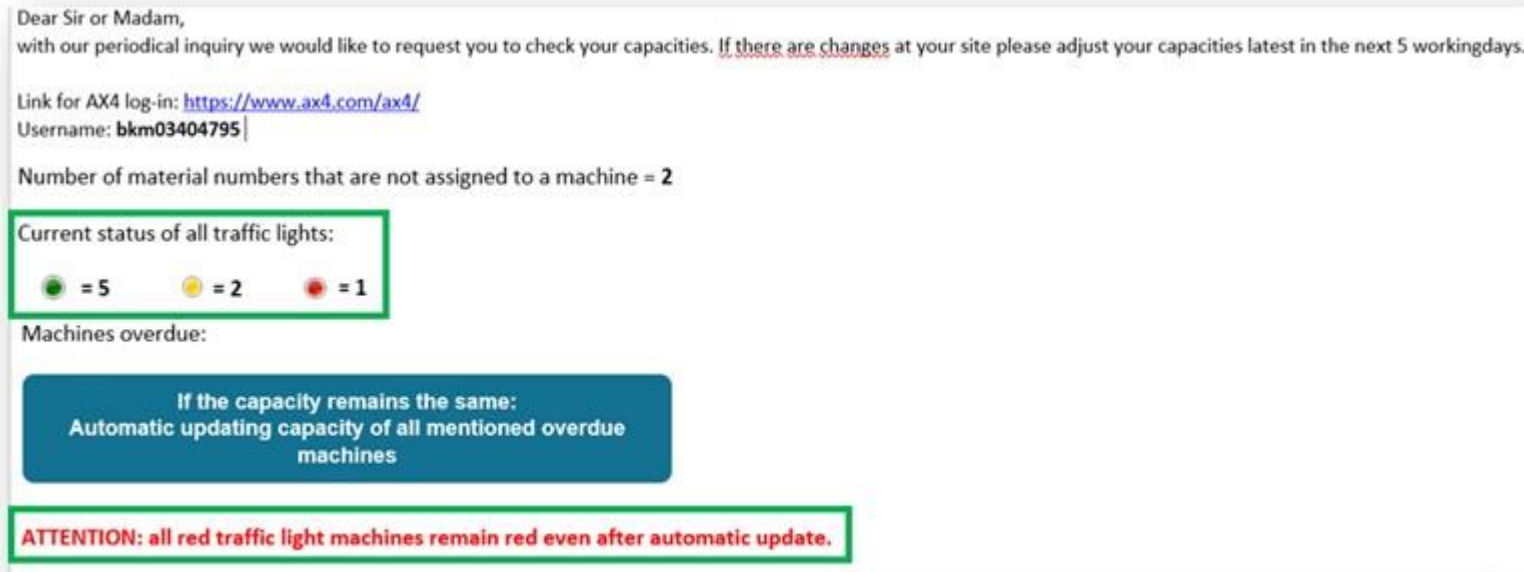 Dear Sir or Madam,
with our periodical inquiry we would like to request you to check your capacities. If there are changes at your site please adjust your capacities latest in the next 5 workingdays.
Link for AX4 log-in: https://www.ax4.com/ax4/
Username: bkm03404795
Number of material numbers that are not assigned to a machine = 2
Current status of all traffic lights:
= 5 = 2 = 1
Machines overdue:
If the capacity remains the same:
Automatic updating capacity of all mentioned overdue
machines
ATTENTION: all red traffic light machines remain red even after automatic update.